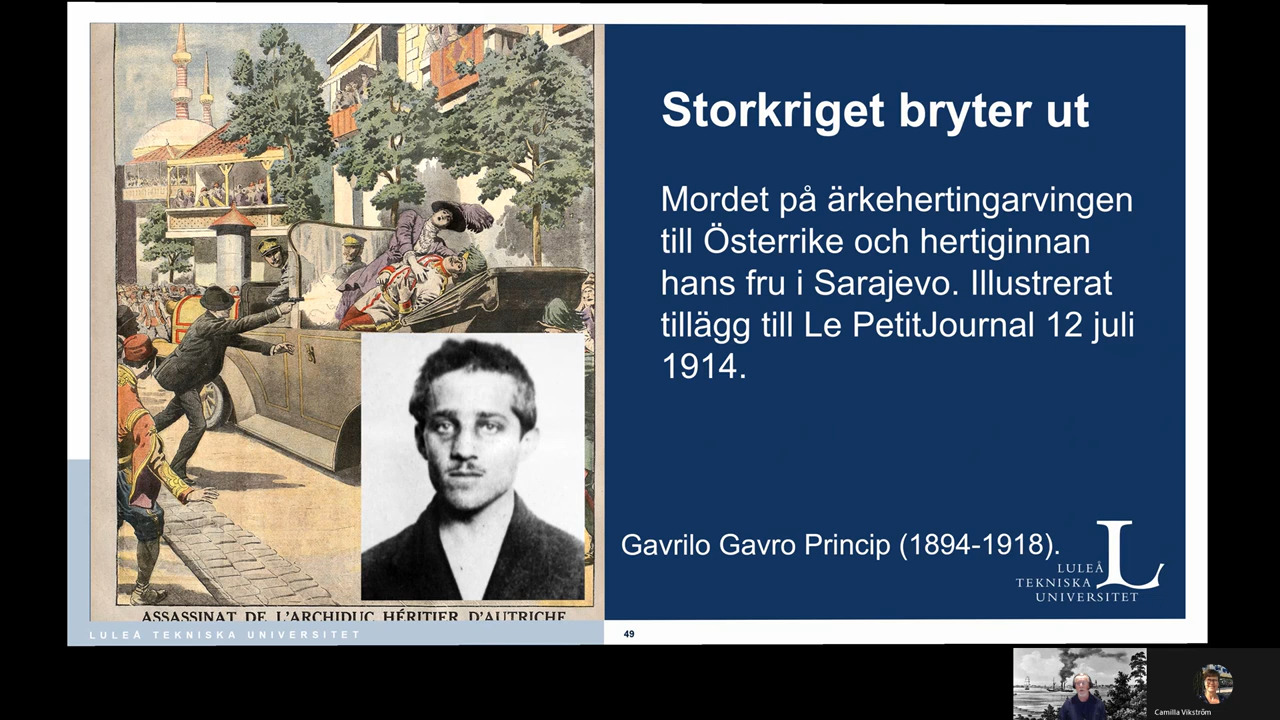 Storkriget bryter ut
Mordet på ärkehertingarvingen
till Österrike och hertiginnan
hans fru i Sarajevo. Illustrerat
tillägg till Le PetitJournal 12 juli
1914.
Gavrilo Gavro Princip (1894-1918).
LULEÅ
TEKNISKA
UNIVERSITET
L
ASSASSINAT DE L'ARCHIDUC HÉRITIER D'AUTRICHE
LULEÅ TEKNISKA UNIVERSITET
49
Camilla Vikström